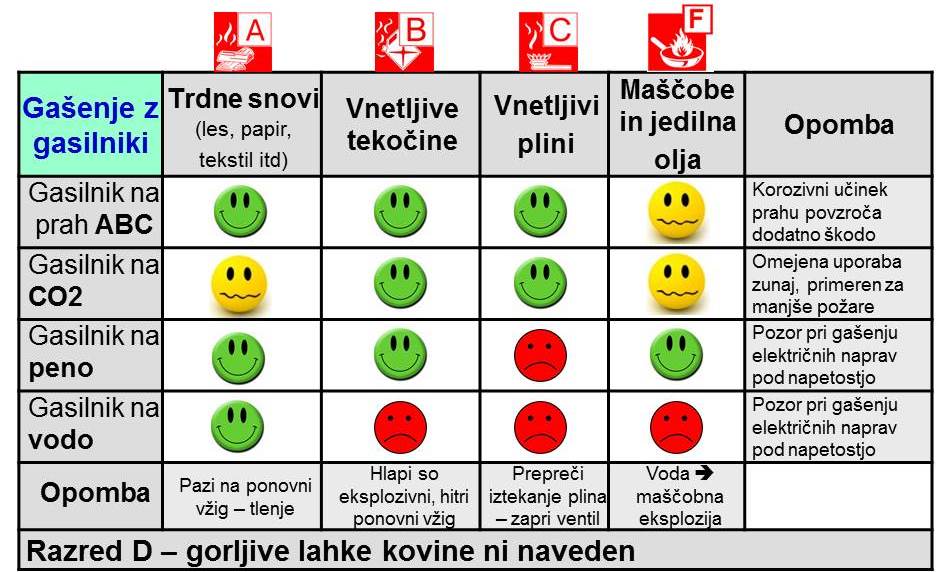 A
B
C
F
Gašenje z
gasilniki
Trdne snovi
(les, papir,
tekstil itd)
Vnetljive
tekočine
Vnetljivi
plini
Maščobe
in jedilna
olja
Opomba
Gasilnik na
prah ABC
Korozivni učinek
prahu povzroča
dodatno škodo
Gasilnik na
CO2
Omejena uporaba
zunaj, primeren za
manjše požare
Gasilnik na
peno
Pozor pri gašenju
električnih naprav
pod napetostjo
Gasilnik na
vodo
Pozor pri gašenju
električnih naprav
pod napetostjo
Opomba
Pazi na ponovni
vžig – tlenje
Hlapi so
eksplozivni, hitri
ponovni vžig
Prepreči
iztekanje plina
– zapri ventil
Voda 🡺
maščobna
eksplozija
Razred D – gorljive lahke kovine ni naveden